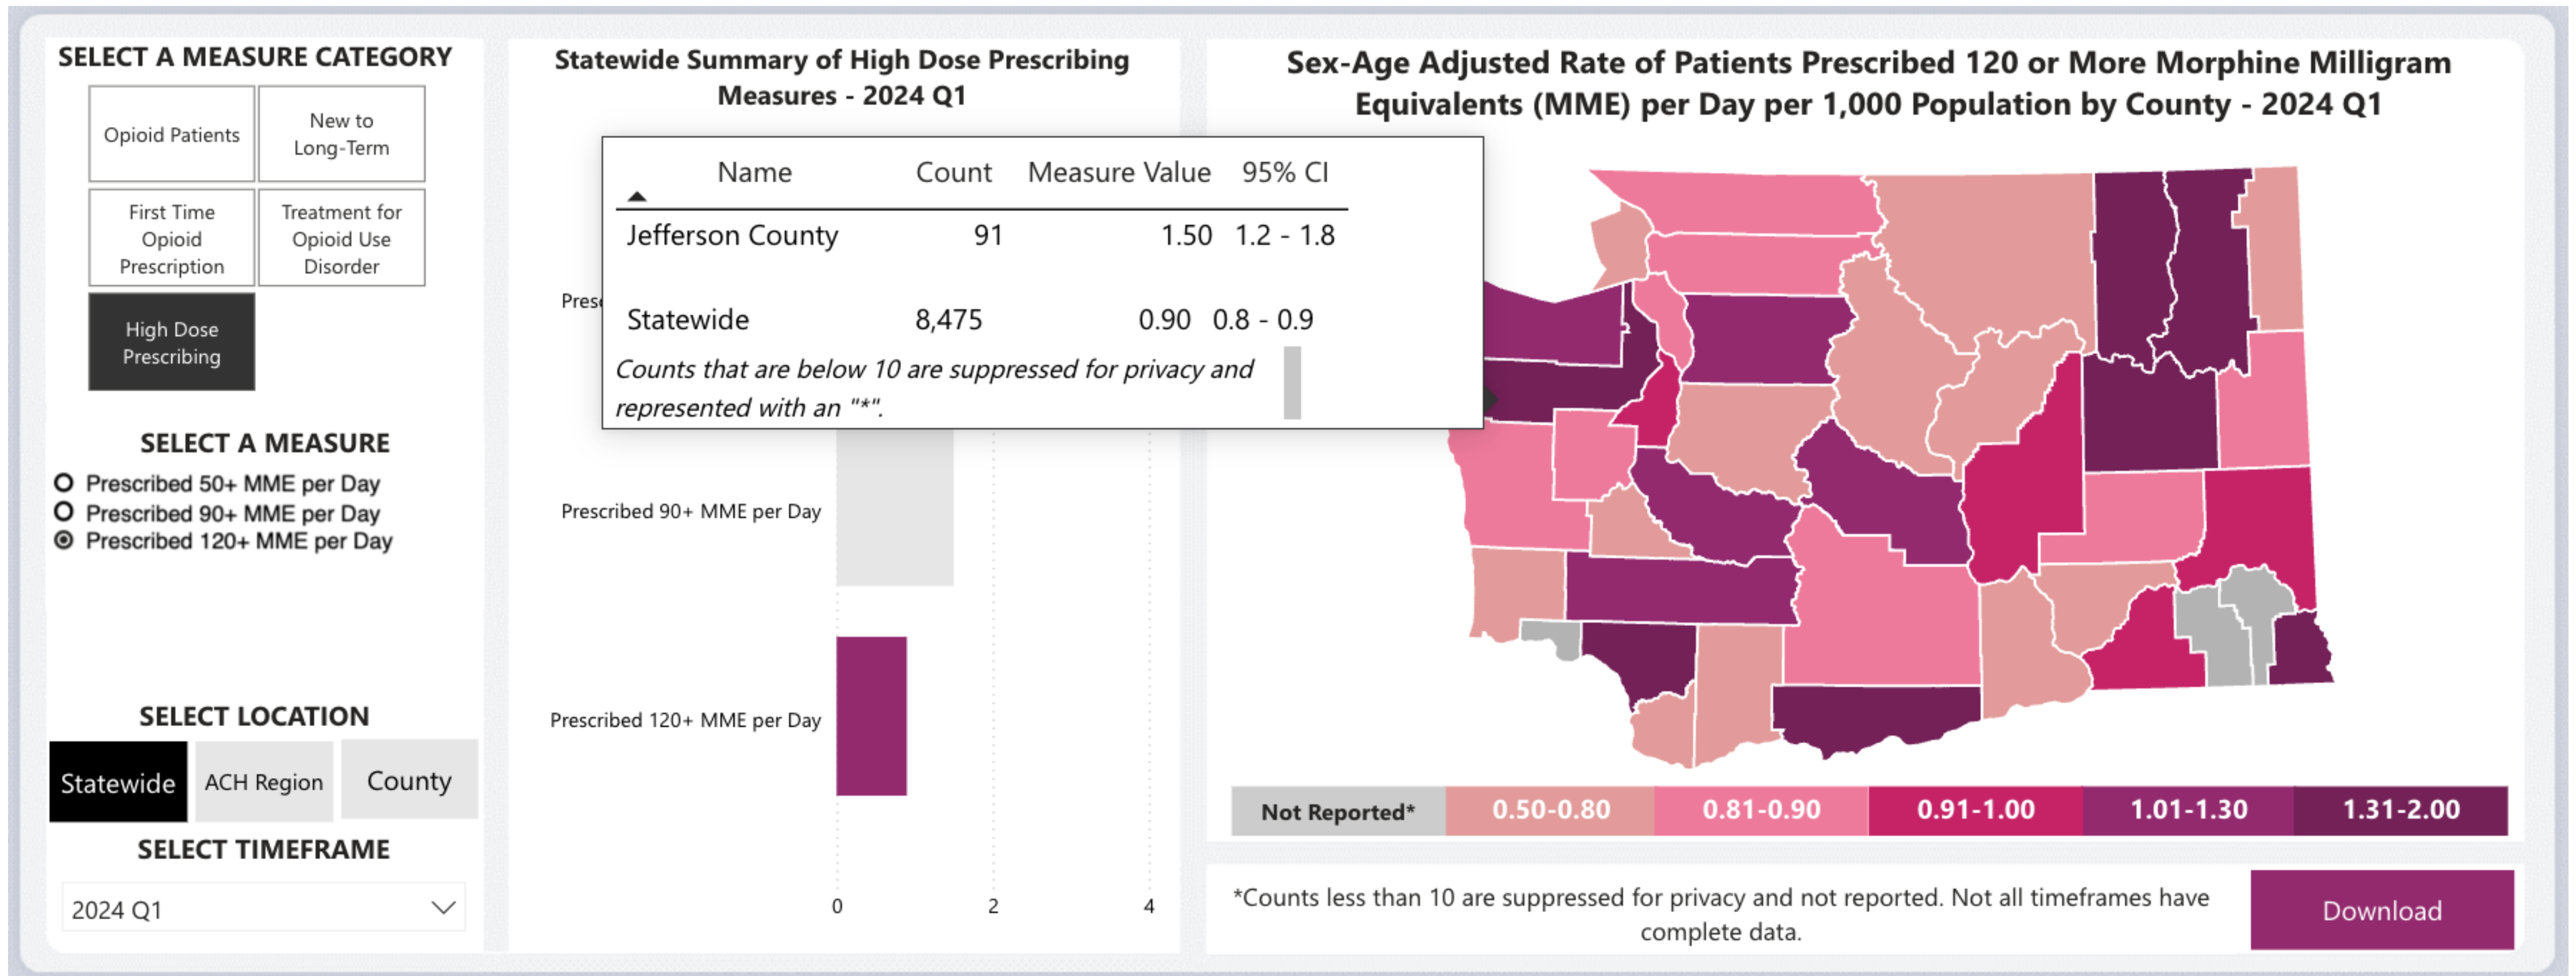 SELECT A MEASURE CATEGORY
Opioid Patients
New to
Long-Term
First Time
Opioid
Prescription
Treatment for
Opioid Use
Disorder
High Dose
Prescribing
SELECT A MEASURE
Prescribed 50+ MME per Day
Prescribed 90+ MME per Day
Prescribed 120+ MME per Day
SELECT LOCATION
Statewide
ACH Region
County
SELECT TIMEFRAME
2024 Q1
Statewide Summary of High Dose Prescribing
Measures - 2024 Q1
Name Count Measure Value 95% CI
Jefferson County 91 1.50 1.2 - 1.8
Statewide 8,475 0.90 0.8 - 0.9
Counts that are below 10 are suppressed for privacy and
represented with an "*".
Prescribed 90+ MME per Day
Prescribed 120+ MME per Day
0 2 4
Sex-Age Adjusted Rate of Patients Prescribed 120 or More Morphine Milligram
Equivalents (MME) per Day per 1,000 Population by County - 2024 Q1
Not Reported* 0.50-0.80 0.81-0.90 0.91-1.00 1.01-1.30 1.31-2.00
*Counts less than 10 are suppressed for privacy and not reported. Not all timeframes have
complete data.
Download